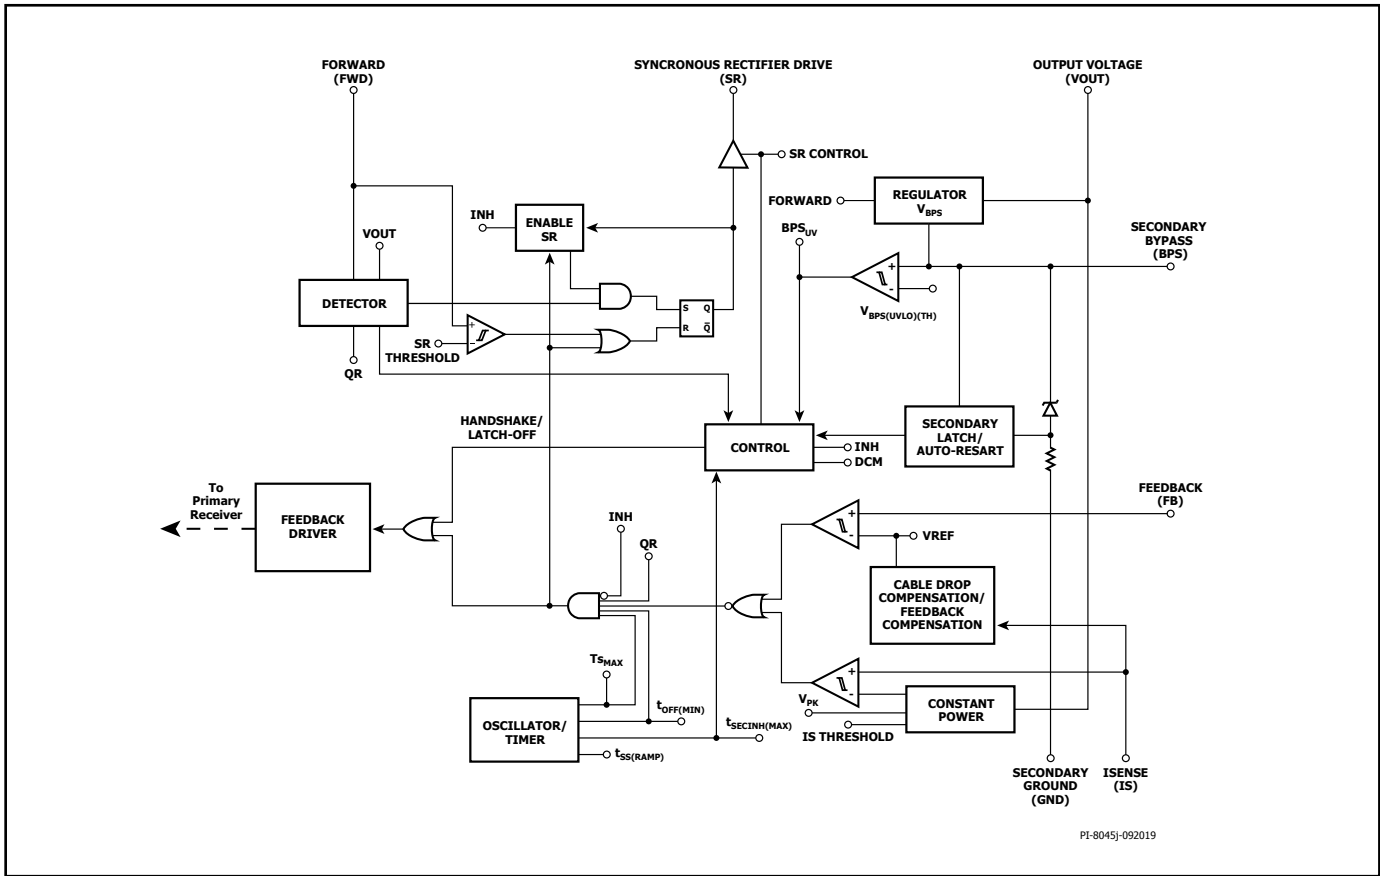 FORWARD
(FWD)
SYNCRONOUS RECTIFIER DRIVE
(SR)
OUTPUT VOLTAGE
(VOUT)
SR CONTROL
FORWARD
REGULATOR
VBPS
INH
ENABLE
SR
VOUT
BPSUV
SECONDARY
BYPASS
(BPS)
+
-
VBPS(UVLO)(TH)
DETECTOR
S Q
R Q̅
+
-
SR
THRESHOLD
QR
HANDSHAKE/
LATCH-OFF
CONTROL
INH
DCM
SECONDARY
LATCH/
AUTO-RESART
To
Primary
Receiver
FEEDBACK
DRIVER
INH
QR
+
-
VREF
FEEDBACK
(FB)
CABLE DROP
COMPENSATION/
FEEDBACK
COMPENSATION
TsMAX
+
-
VPK
CONSTANT
POWER
IS THRESHOLD
OSCILLATOR/
TIMER
tOFF(MIN)
tSECINH(MAX)
tSS(RAMP)
SECONDARY
GROUND
(GND)
ISENSE
(IS)
PI-8045j-092019